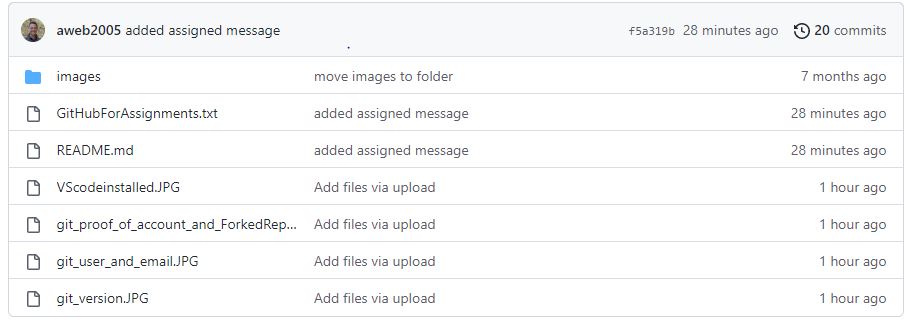 aweb2005 added assigned message f5a319b 28 minutes ago 20 commits
images move images to folder 7 months ago
GitHubForAssignments.txt added assigned message 28 minutes ago
README.md added assigned message 28 minutes ago
VScodeinstalled.JPG Add files via upload 1 hour ago
git_proof_of_account_and_ForkedRep... Add files via upload 1 hour ago
git_user_and_email.JPG Add files via upload 1 hour ago
git_version.JPG Add files via upload 1 hour ago